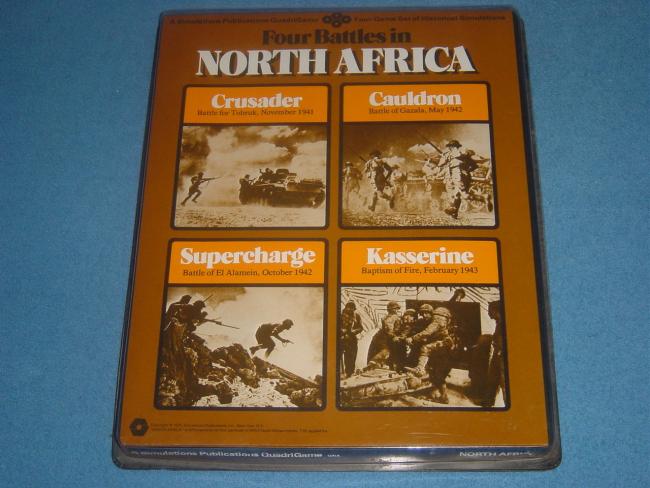 A Simulations Publications QuadriGame Four-Game Set of Historical Simulations
Four Battles in
NORTH AFRICA
Crusader
Battle for Tobruk, November 1941
Cauldron
Battle of Gazala, May 1942
Supercharge
Battle of El Alamein, October 1942
Kasserine
Baptism of Fire, February 1943
A Simulations Publications QuadriGame
NORTH AFRIC